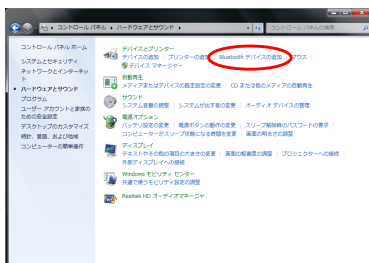 コントロール パネル ▸ ハードウェアとサウンド ▸
コントロール パネルの検索
コントロール パネル ホーム
システムとセキュリティ
ネットワークとインターネット
ハードウェアとサウンド
プログラム
ユーザー アカウントと家族のための安全設定
デスクトップのカスタマイズ
時計、言語、および地域
コンピューターの簡単操作
デバイスとプリンター
デバイスの追加 | プリンターの追加 | Bluetooth デバイスの追加 | マウス |
デバイス マネージャー
自動再生
メディアまたはデバイスの既定設定の変更 | CD または他のメディアの自動再生
サウンド
システム音量の調整 | システムが出す音の変更 | オーディオ デバイスの管理
電源オプション
バッテリ設定の変更 | 電源ボタンの動作の変更 | スリープ解除時のパスワードの要求 |
コンピューターがスリープ状態になる時間を変更 | 画面の明るさの調整
ディスプレイ
テキストやその他の項目の大きさの変更 | 画面の解像度の調整 | プロジェクターへの接続 |
外部ディスプレイへの接続
Windows モビリティ センター
共通で使うモビリティ設定の調整
Realtek HD オーディオマネージャ